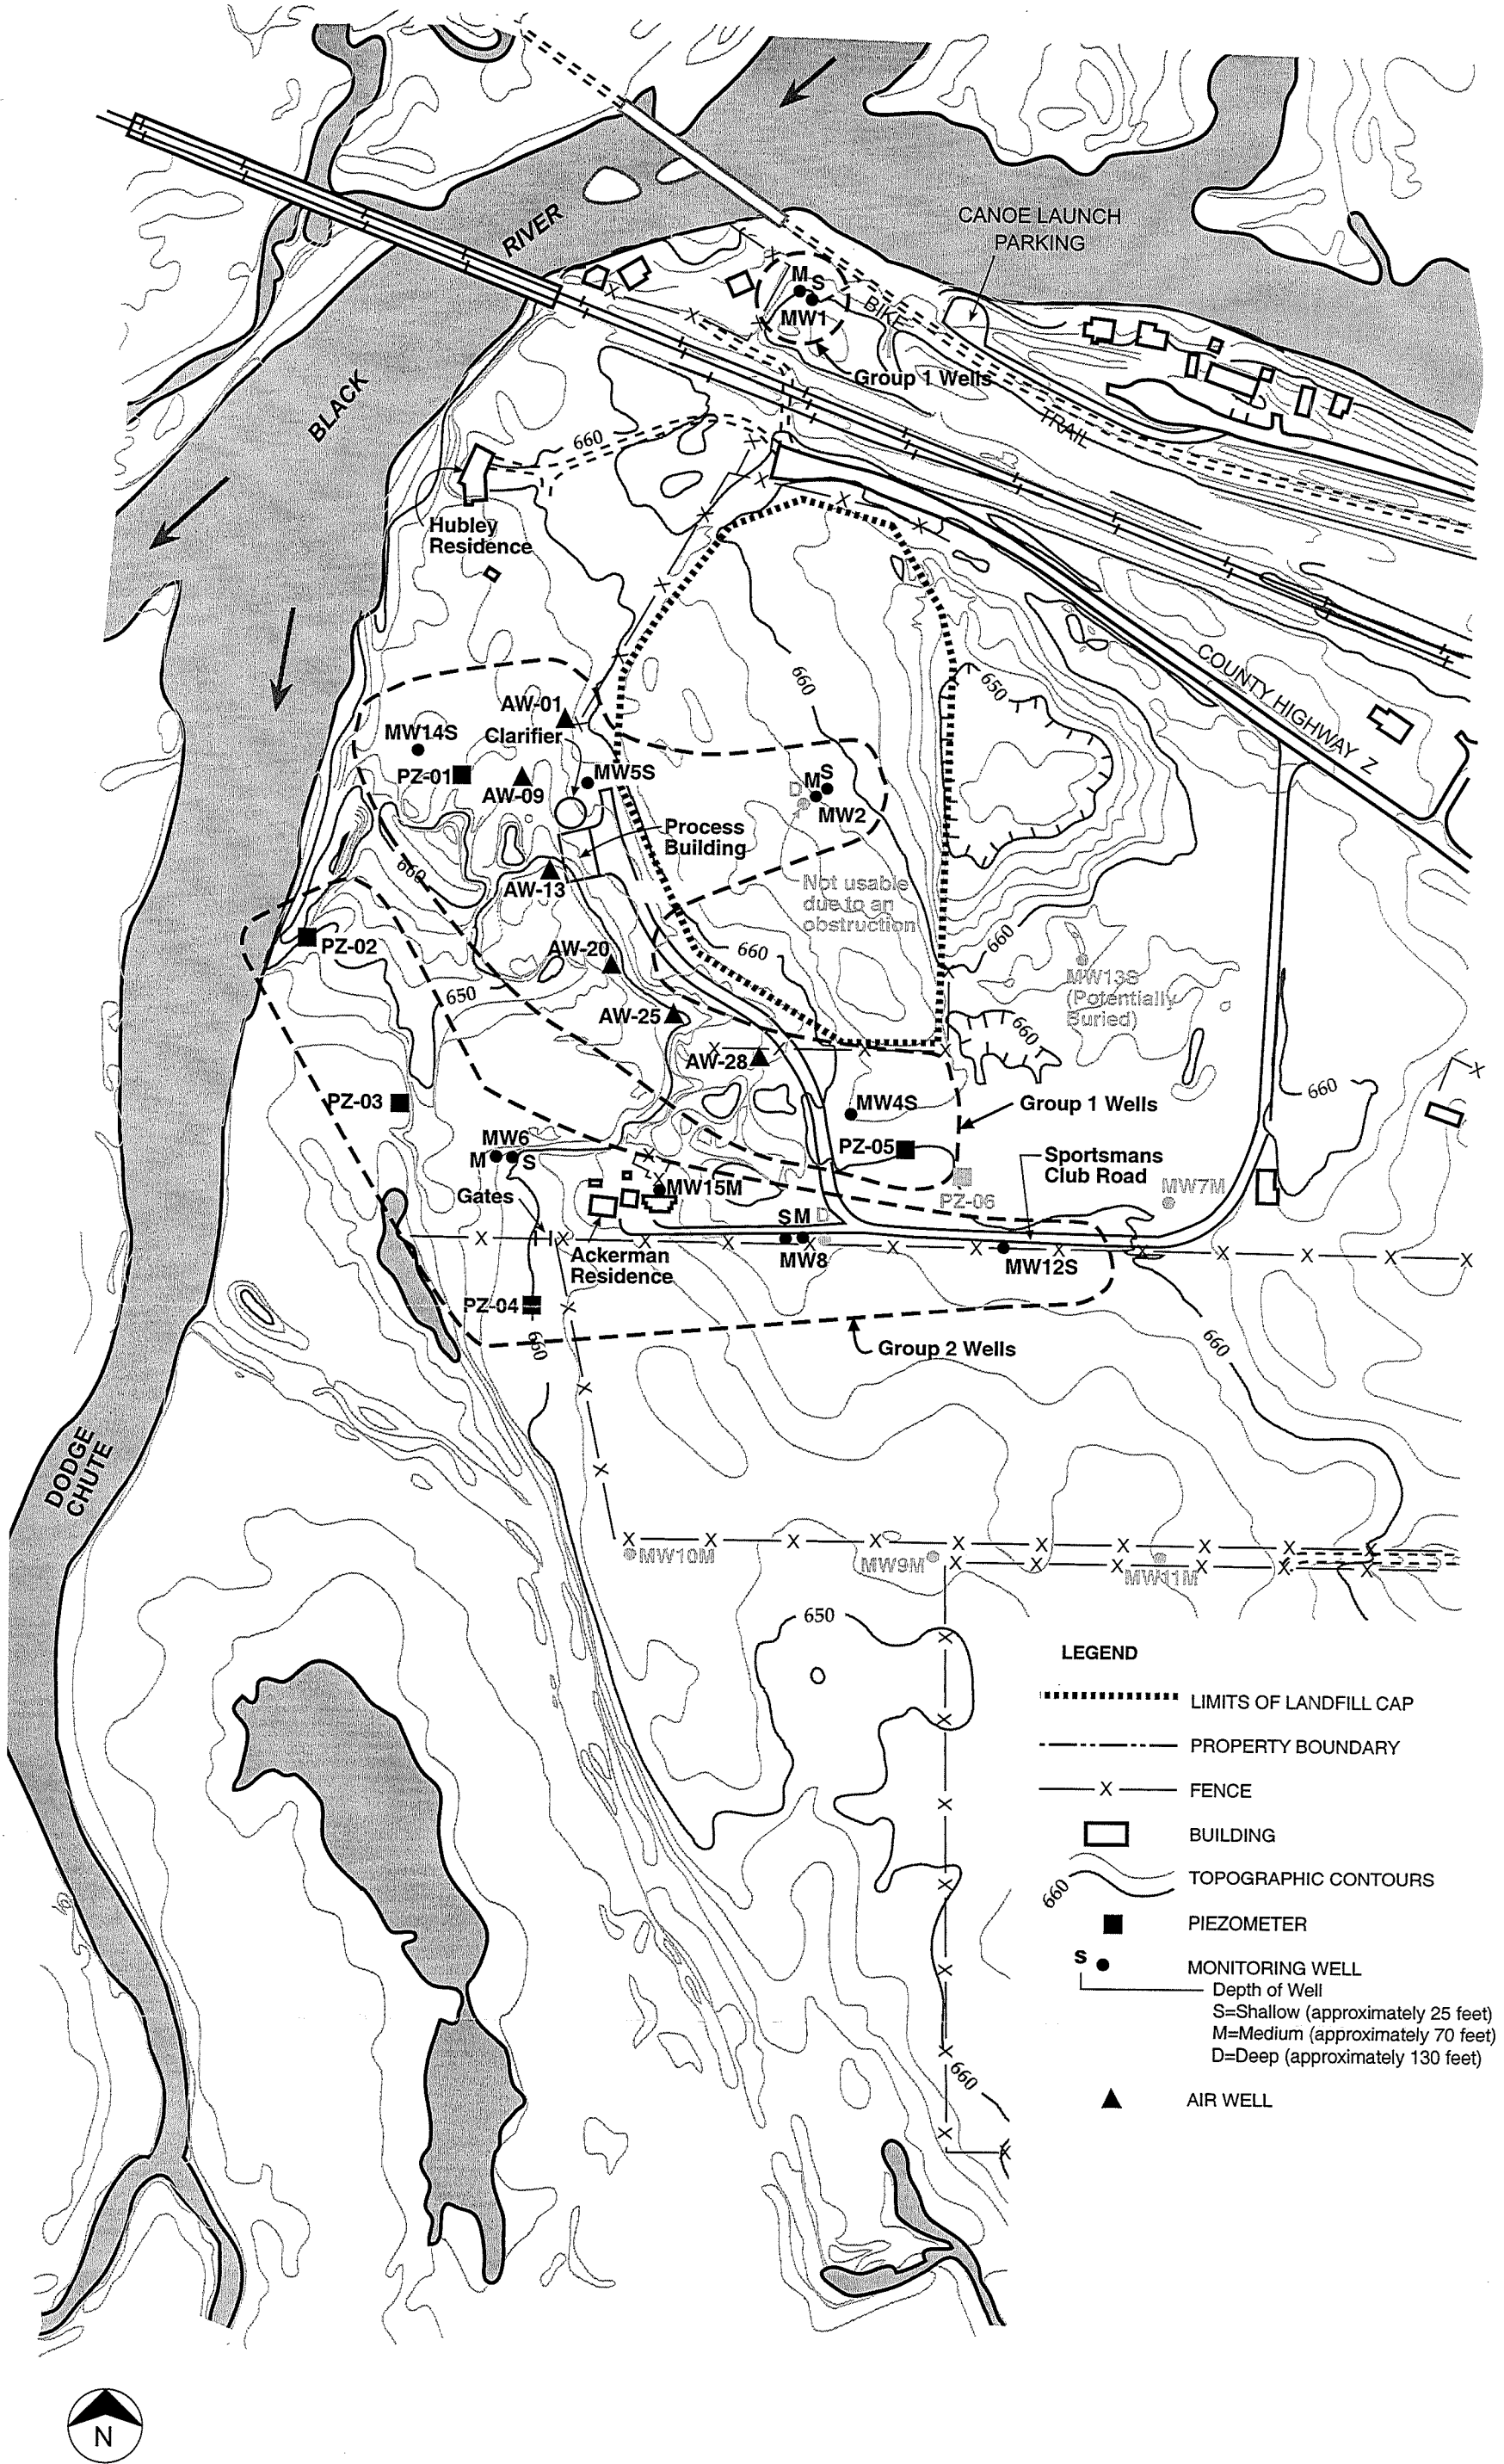 CANOE LAUNCH
PARKING
RIVER
BLACK
M
S
MW1
BIKE
TRAIL
Group 1 Wells
660
Hubley
Residence
COUNTY HIGHWAY Z
660
650
AW-01
Clarifier
MW14S
PZ-01
AW-09
MW5S
D
M
S
MW2
Process
Building
660
AW-13
Not usable
due to an
obstruction
PZ-02
AW-20
660
660
MW13S
(Potentially
Buried)
650
AW-25
660
AW-28
PZ-03
MW4S
Group 1 Wells
660
MW6
M
S
PZ-05
Sportsmans
Club Road
MW15M
PZ-06
MW7M
Gates
S M D
Ackerman
Residence
MW8
MW12S
PZ-04
660
Group 2 Wells
660
DODGE
CHUTE
MW10M
MW9M
MW11M
650
660
LEGEND
LIMITS OF LANDFILL CAP
PROPERTY BOUNDARY
X
FENCE
BUILDING
660
TOPOGRAPHIC CONTOURS
PIEZOMETER
S
MONITORING WELL
Depth of Well
S=Shallow (approximately 25 feet)
M=Medium (approximately 70 feet)
D=Deep (approximately 130 feet)
AIR WELL
N